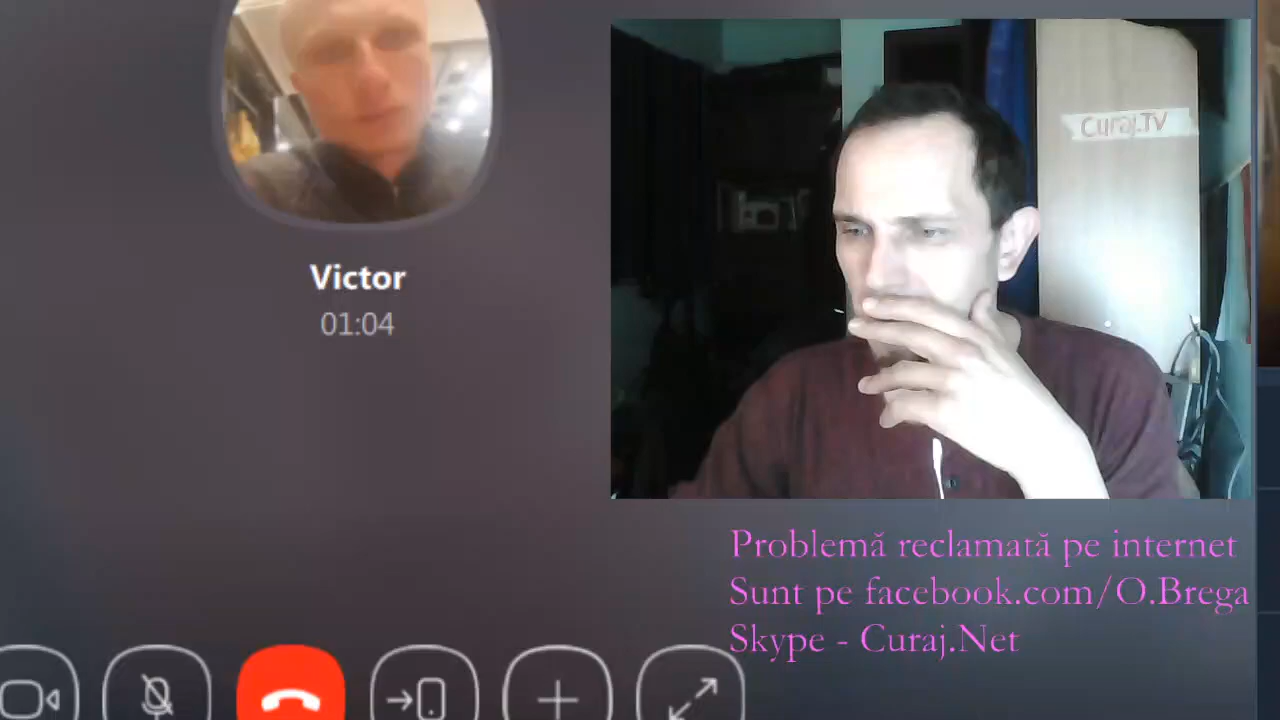 Curaj.TV
Victor
01:04
Problemă reclamată pe internet
Sunt pe facebook.com/O.Brega
Skype - Curaj.Net